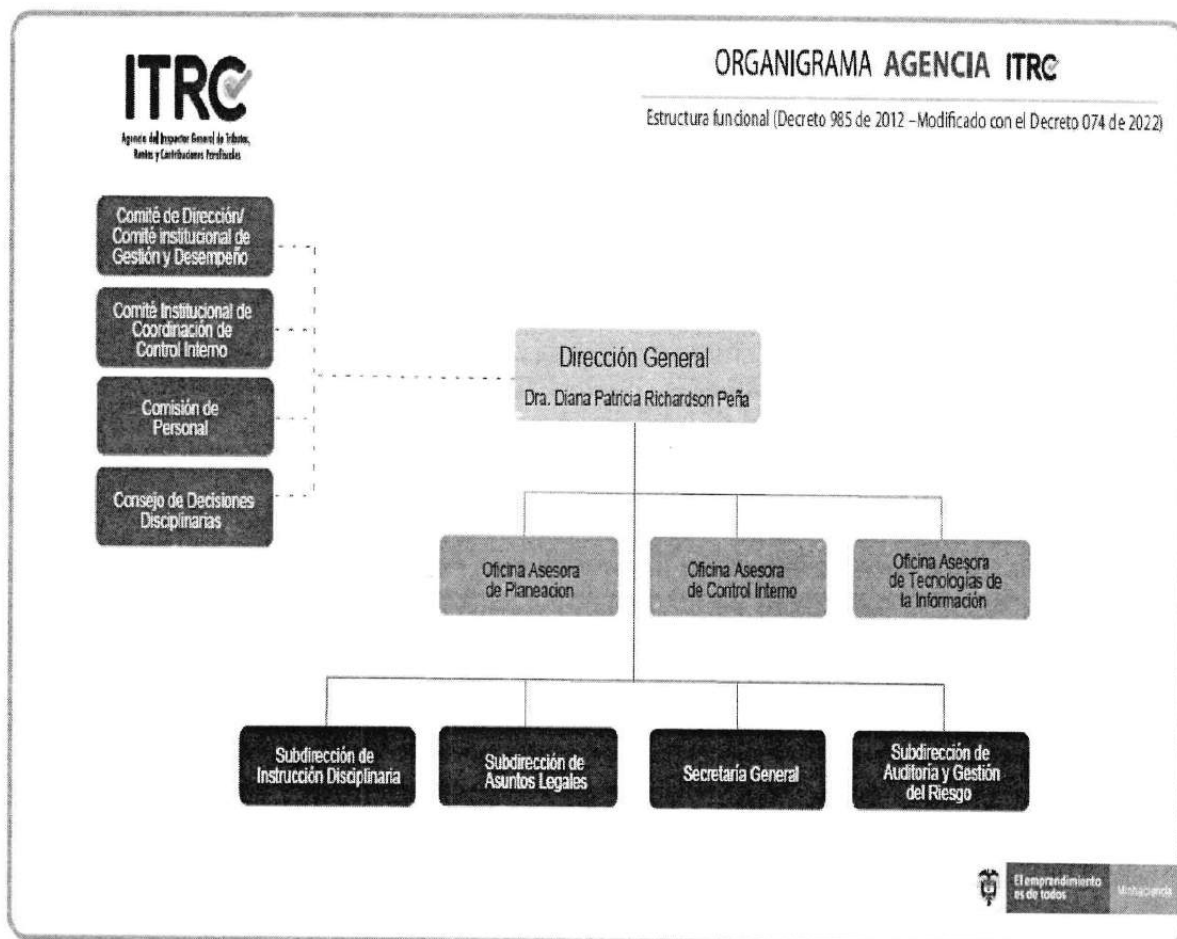 ITRC
Agencia del Inspector General de Tributos,
Rentas y Contribuciones Parafiscales
ORGANIGRAMA AGENCIA ITRC
Estructura funcional (Decreto 985 de 2012 –Modificado con el Decreto 074 de 2022)
Comité de Dirección/
Comité institucional de
Gestión y Desempeño
Comité Institucional de
Coordinación de
Control Interno
Comisión de
Personal
Consejo de Decisiones
Disciplinarias
Dirección General
Dra. Diana Patricia Richardson Peña
Oficina Asesora
de Planeacion
Oficina Asesora
de Control Interno
Oficina Asesora
de Tecnologías de
la Información
Subdirección de
Instrucción Disciplinaria
Subdirección de
Asuntos Legales
Secretaría General
Subdirección de
Auditoría y Gestión
del Riesgo
El emprendimiento
es de todos
Minhacienda